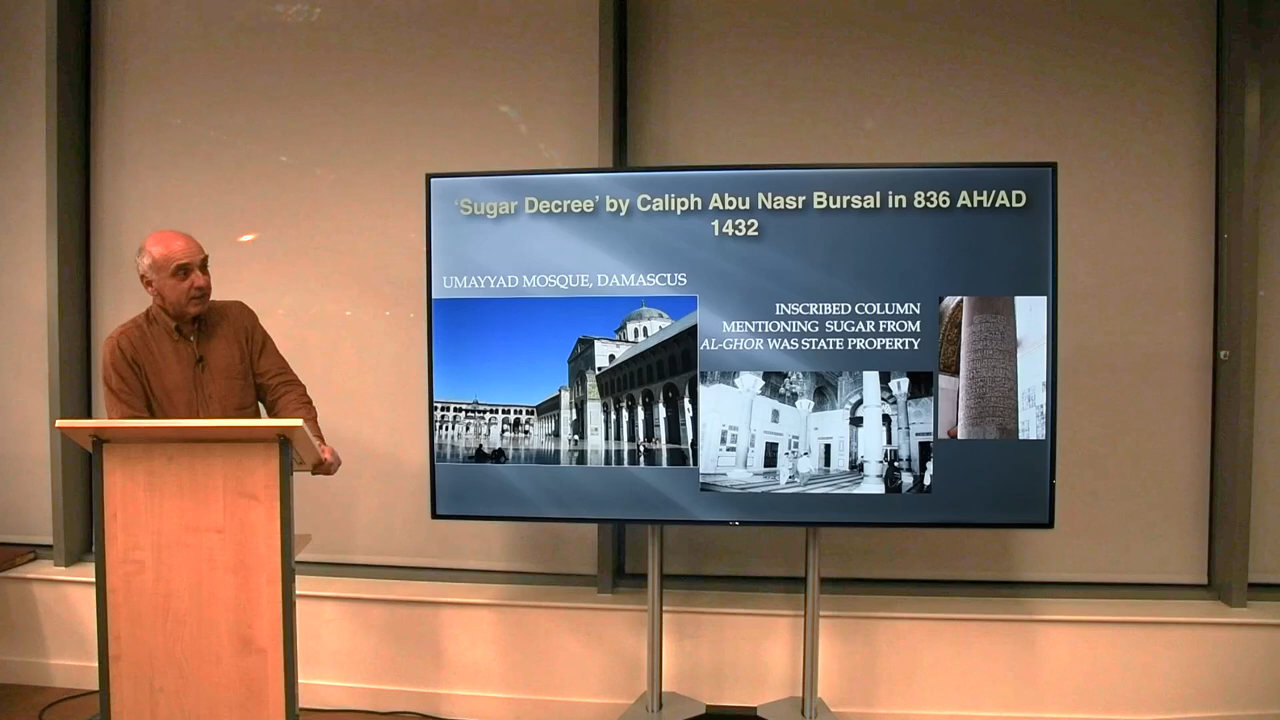 ‘Sugar Decree’ by Caliph Abu Nasr Bursal in 836 AH/AD
1432
UMAYYAD MOSQUE, DAMASCUS
INSCRIBED COLUMN
MENTIONING SUGAR FROM
AL-GHOR WAS STATE PROPERTY